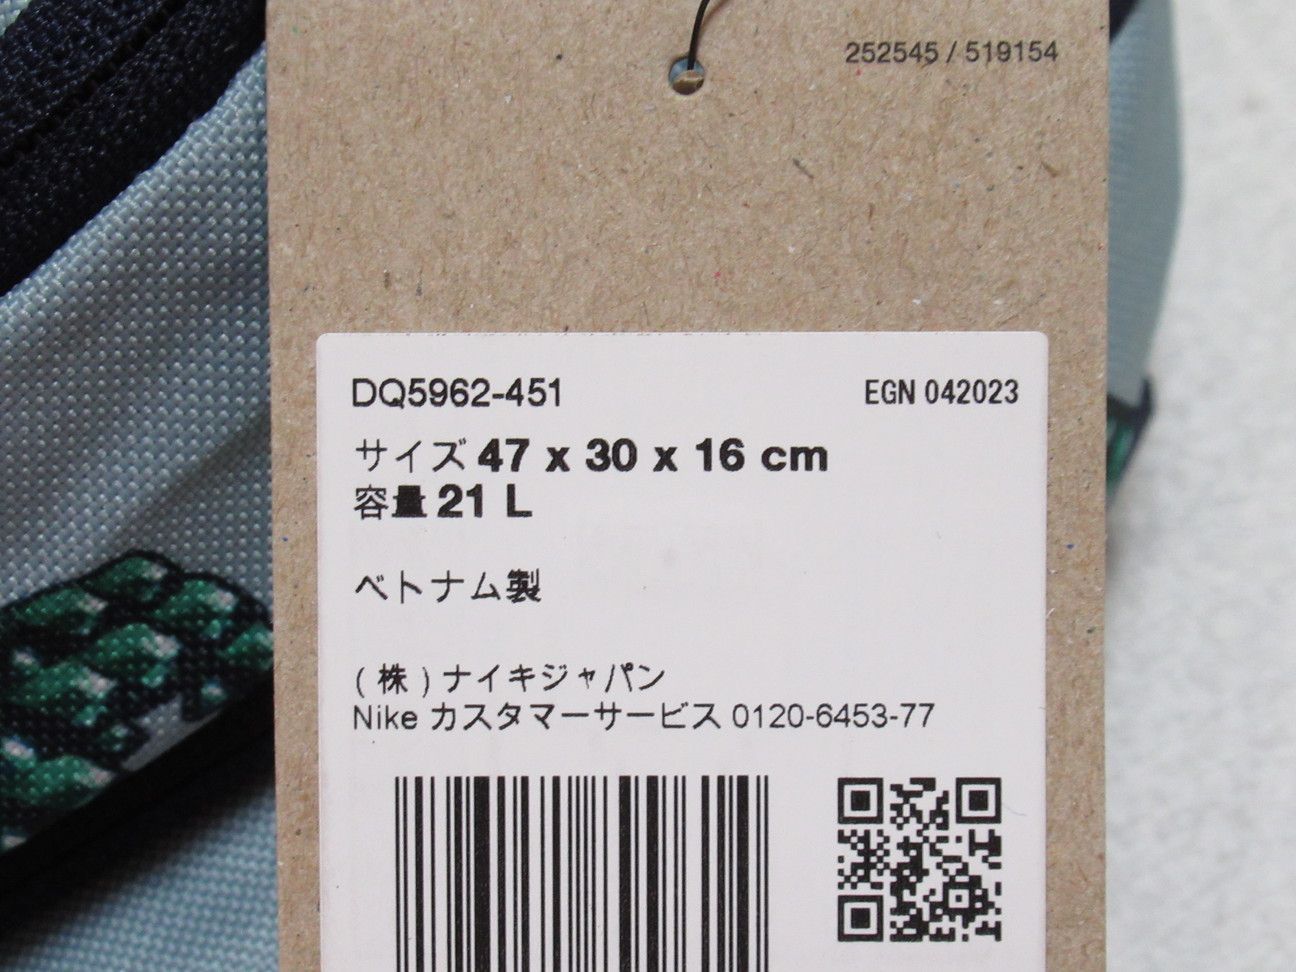 252545 / 519154
DQ5962-451
EGN 042023
サイズ 47 x 30 x 16 cm
容量 21 L
ベトナム製
(株)ナイキジャパン
Nike カスタマーサービス 0120-6453-77